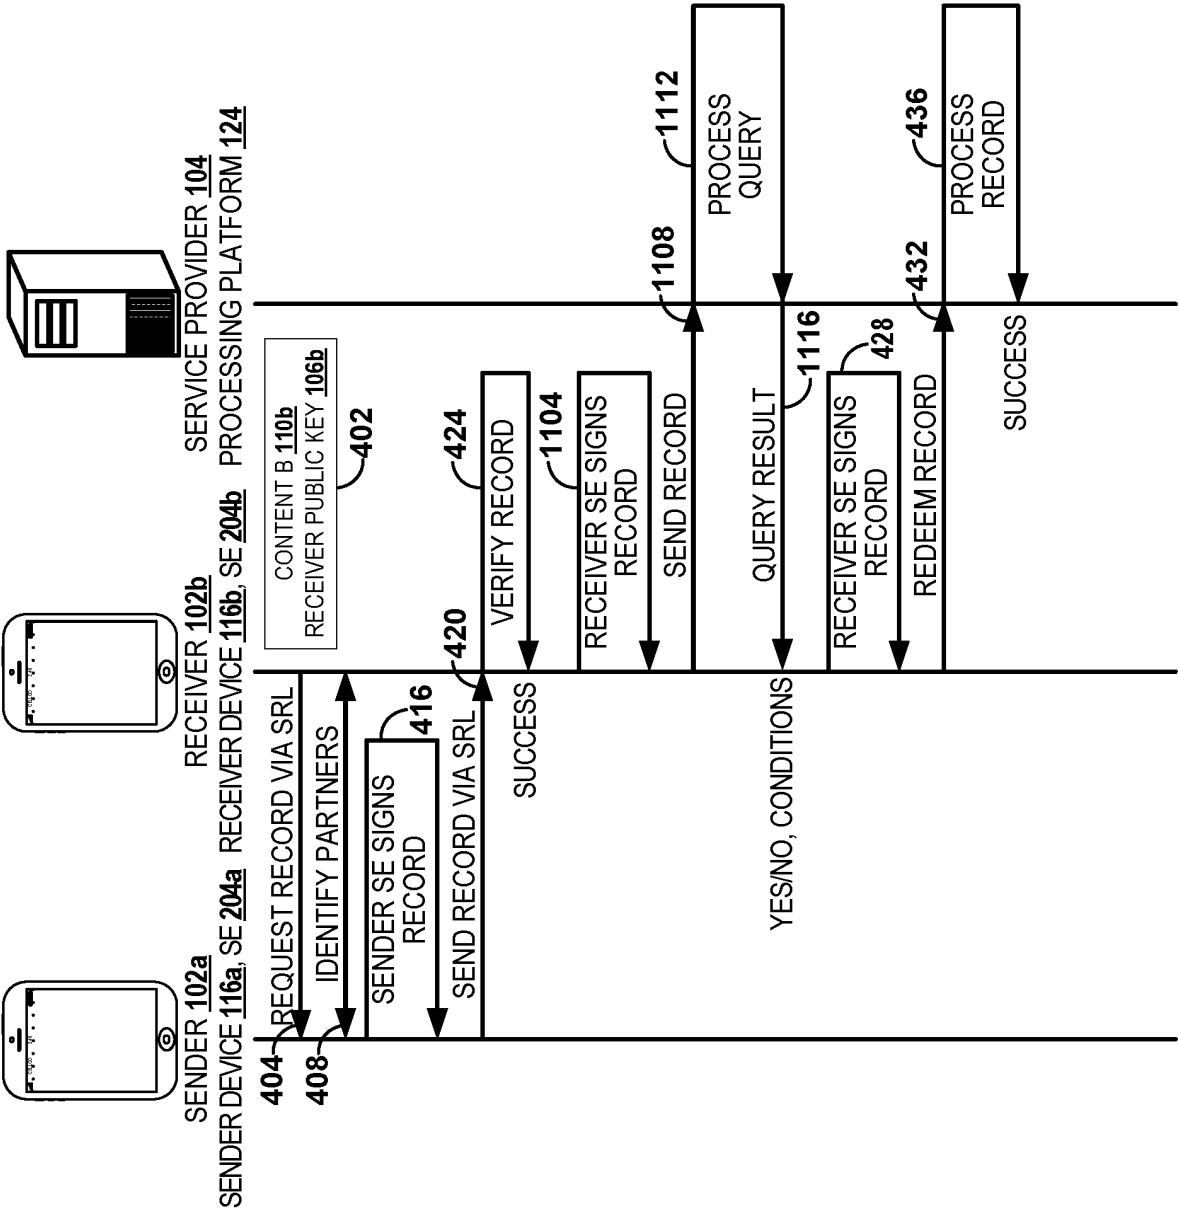 SENDER 102a
SENDER DEVICE 116a, SE 204a
RECEIVER 102b
RECEIVER DEVICE 116b, SE 204b
SERVICE PROVIDER 104
PROCESSING PLATFORM 124
CONTENT B 110b
RECEIVER PUBLIC KEY 106b
402
REQUEST RECORD VIA SRL
404
IDENTIFY PARTNERS
408
SENDER SE SIGNS
RECORD
416
SEND RECORD VIA SRL
420
VERIFY RECORD
424
SUCCESS
RECEIVER SE SIGNS
RECORD
1104
SEND RECORD
1108
PROCESS
QUERY
1112
QUERY RESULT
1116
YES/NO, CONDITIONS
RECEIVER SE SIGNS
RECORD
428
REDEEM RECORD
432
PROCESS
RECORD
436
SUCCESS